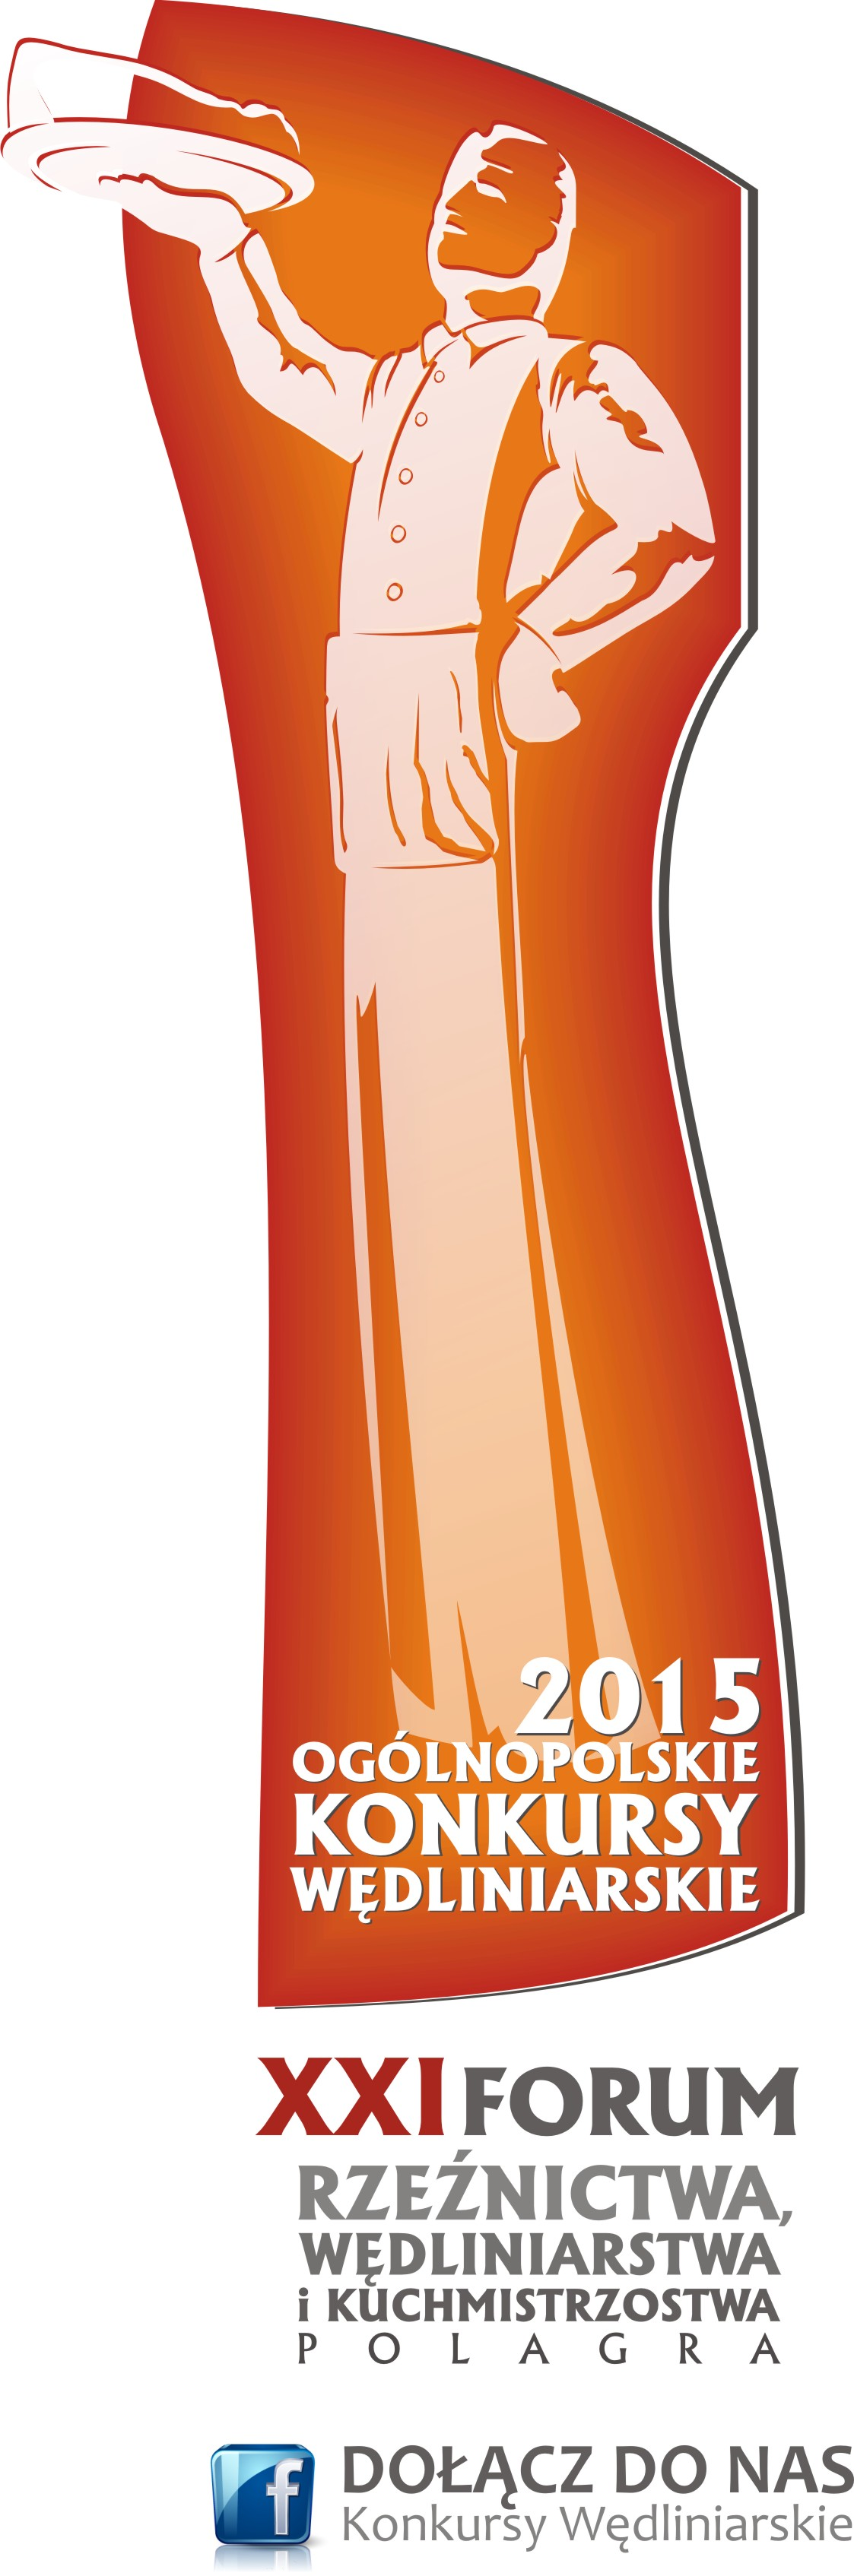 2015
OGÓLNOPOLSKIE
KONKURSY
WĘDLINIARSKIE
XXI FORUM
RZEŹNICTWA,
WĘDLINIARSTWA
i KUCHMISTRZOSTWA
POLAGRA
f DOŁĄCZ DO NAS
Konkursy Wędliniarskie